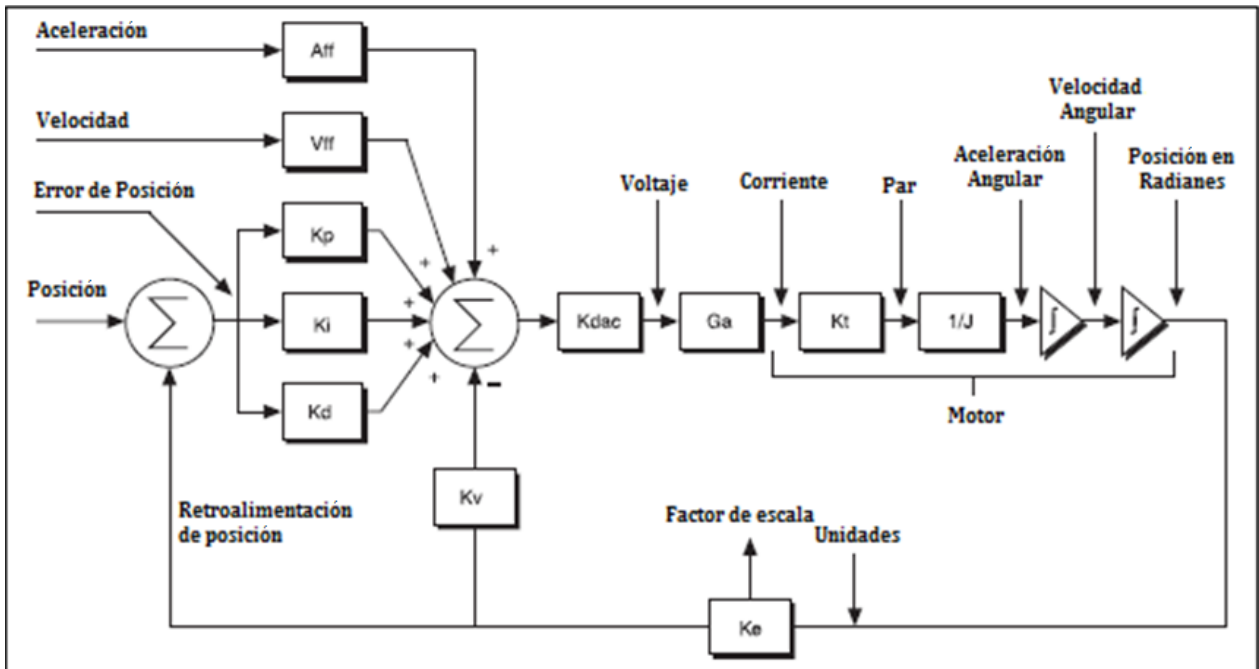 Aceleración
Aff
Velocidad
Vff
Error de Posición
Posición
Σ
Kp
Ki
Kd
+
+
+
+
+
-
Σ
Kv
Retroalimentación
de posición
Voltaje
Corriente
Par
Aceleración
Angular
Velocidad
Angular
Posición en
Radianes
Kdac
Ga
Kt
1/J
∫
∫
Motor
Factor de escala
Unidades
Ke